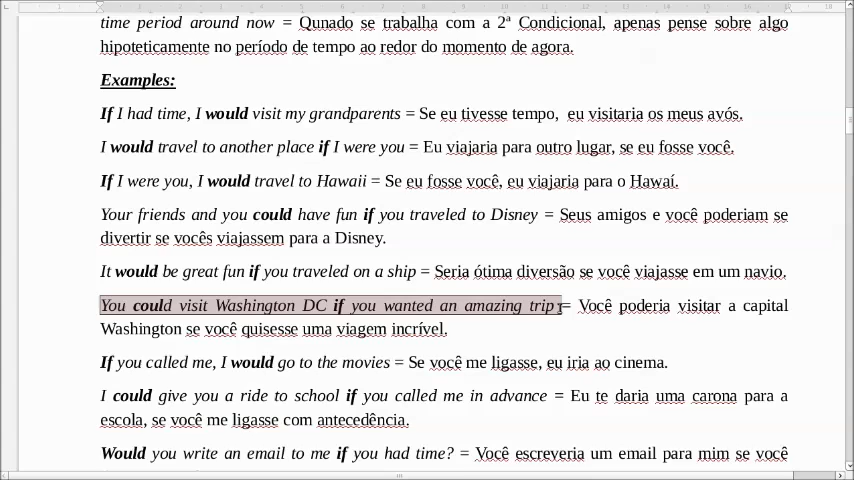 time period around now = Qunado se trabalha com a 2ª Condicional, apenas pense sobre algo
hipoteticamente no período de tempo ao redor do momento de agora.
Examples:
If I had time, I would visit my grandparents = Se eu tivesse tempo, eu visitaria os meus avós.
I would travel to another place if I were you = Eu viajaria para outro lugar, se eu fosse você.
If I were you, I would travel to Hawaii = Se eu fosse você, eu viajaria para o Hawaí.
Your friends and you could have fun if you traveled to Disney = Seus amigos e você poderiam se
divertir se vocês viajassem para a Disney.
It would be great fun if you traveled on a ship = Seria ótima diversão se você viajasse em um navio.
You could visit Washington DC if you wanted an amazing trip = Você poderia visitar a capital
Washington se você quisesse uma viagem incrível.
If you called me, I would go to the movies = Se você me ligasse, eu iria ao cinema.
I could give you a ride to school if you called me in advance = Eu te daria uma carona para a
escola, se você me ligasse com antecedência.
Would you write an email to me if you had time? = Você escreveria um email para mim se você